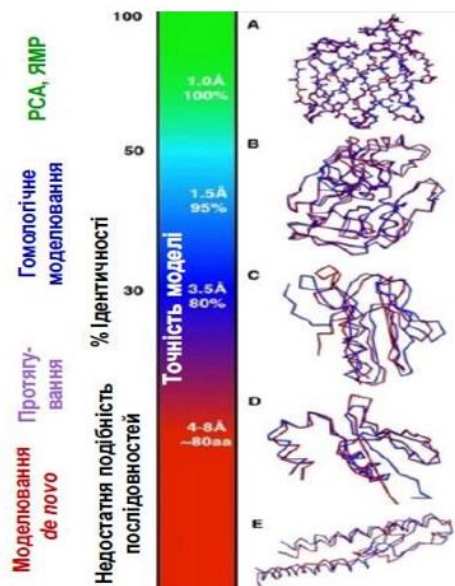 РСА, ЯМР
Гомологічне
моделювання
Протягу-
вання
Моделювання
de novo
100
50
30
% Ідентичності
Недостатня подібність
послідовностей
Точність моделі
1.0Å
100%
1.5Å
95%
3.5Å
80%
4-8Å
~80aa
A
B
C
D
E